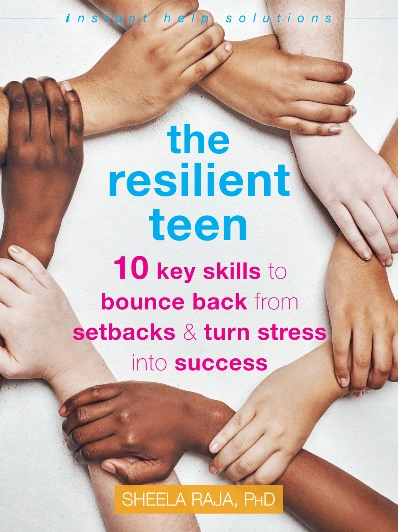 instant help solutions
the
resilient
teen
10 key skills to
bounce back from
setbacks & turn stress
into success
SHEELA RAJA, PHD